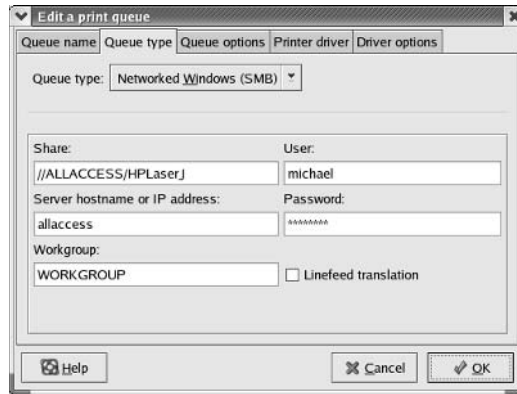 Edit a print queue
Queue name Queue type Queue options Printer driver Driver options
Queue type: Networked Windows (SMB)
Share: User:
//ALLACCESS/HPLaserJ michael
Server hostname or IP address: Password:
allaccess ********
Workgroup:
WORKGROUP Linefeed translation
Help Cancel OK